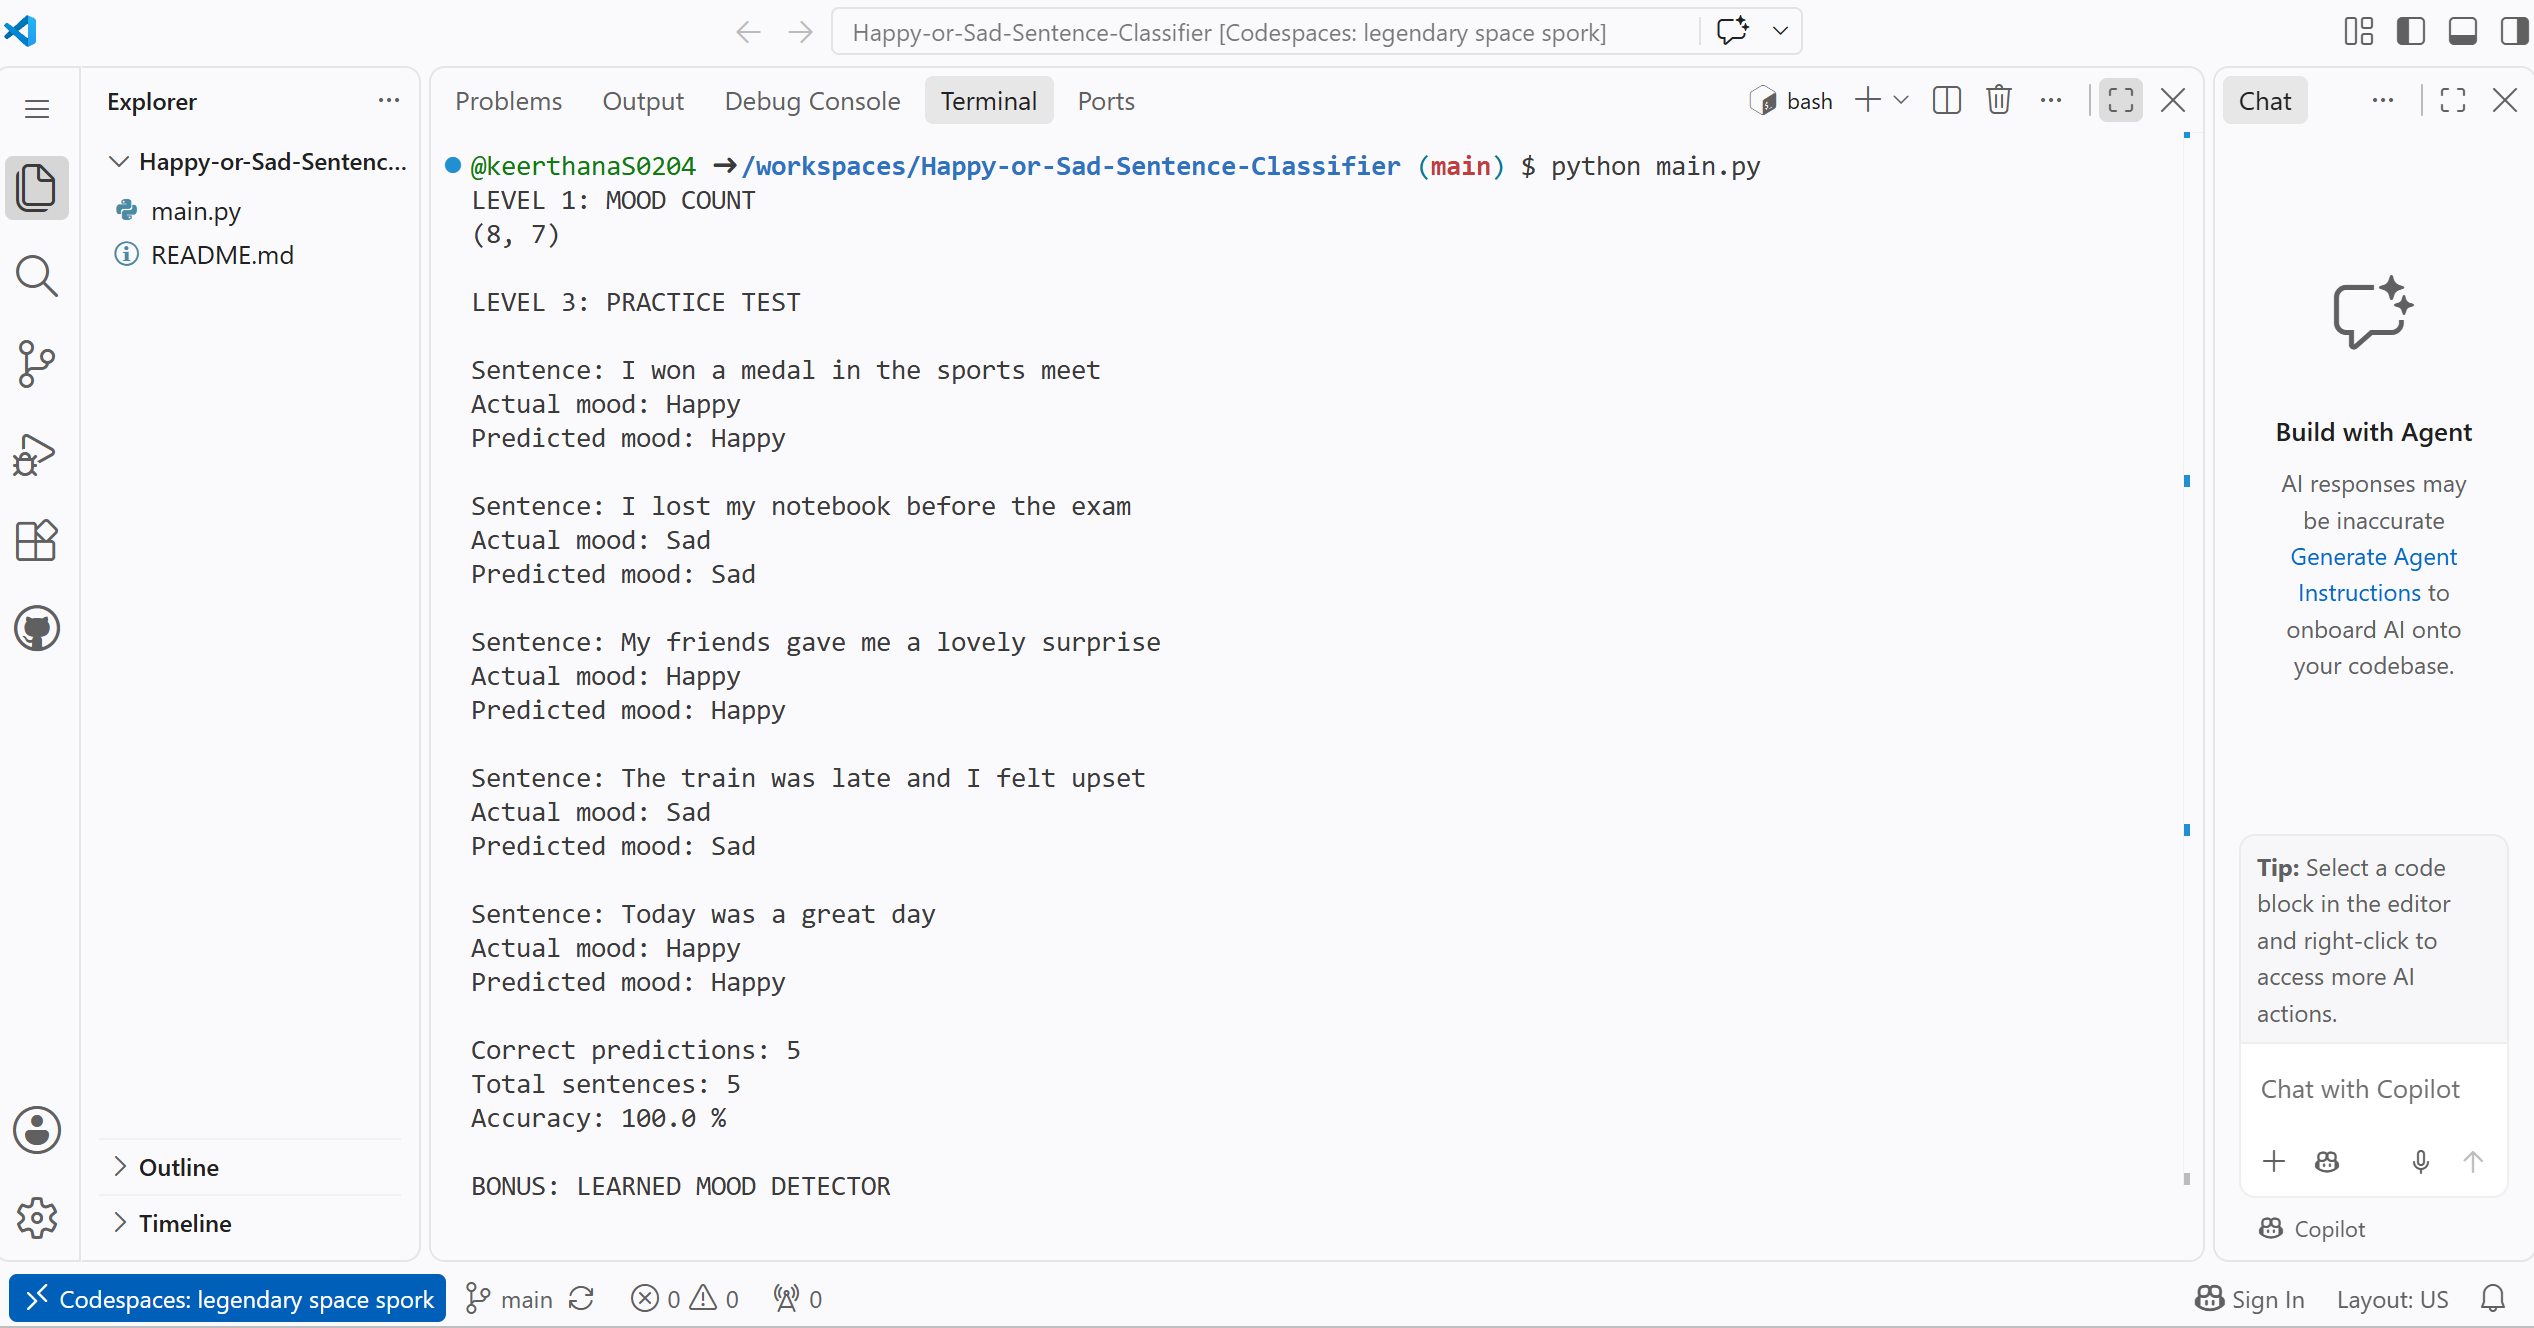 Happy-or-Sad-Sentence-Classifier [Codespaces: legendary space spork]
Explorer
Happy-or-Sad-Sentenc...
main.py
README.md
Outline
Timeline
Problems Output Debug Console Terminal Ports
bash
@keerthanaS0204 ➜/workspaces/Happy-or-Sad-Sentence-Classifier (main) $ python main.py
LEVEL 1: MOOD COUNT
(8, 7)
LEVEL 3: PRACTICE TEST
Sentence: I won a medal in the sports meet
Actual mood: Happy
Predicted mood: Happy
Sentence: I lost my notebook before the exam
Actual mood: Sad
Predicted mood: Sad
Sentence: My friends gave me a lovely surprise
Actual mood: Happy
Predicted mood: Happy
Sentence: The train was late and I felt upset
Actual mood: Sad
Predicted mood: Sad
Sentence: Today was a great day
Actual mood: Happy
Predicted mood: Happy
Correct predictions: 5
Total sentences: 5
Accuracy: 100.0 %
BONUS: LEARNED MOOD DETECTOR
Chat
Build with Agent
AI responses may
be inaccurate
Generate Agent
Instructions to
onboard AI onto
your codebase.
Tip: Select a code
block in the editor
and right-click to
access more AI
actions.
Chat with Copilot
Copilot
Codespaces: legendary space spork
main
0
0
0
Sign In
Layout: US